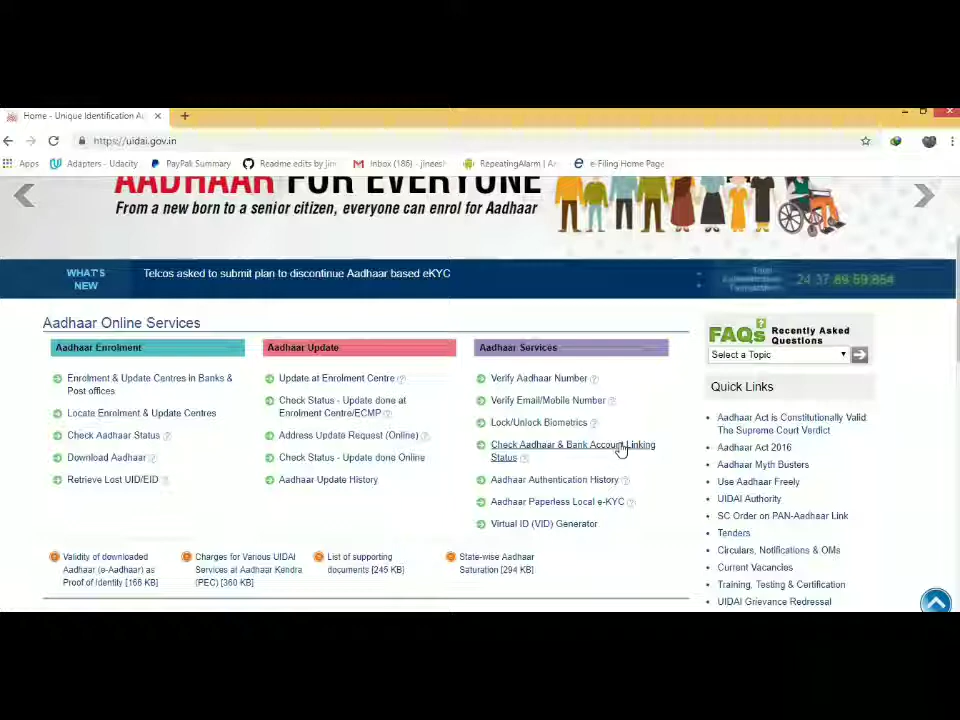 Home - Unique Identification Au
https://uidai.gov.in
Apps Adapters - Udacity PayPal Summary Readme edits by Jin Inbox (186) - jinees RepeatingAlarm | A e-Filing Home Page
AADHAAR FOR EVERYONE
From a new born to a senior citizen, everyone can enrol for Aadhaar
WHAT'S
NEW
Telcos asked to submit plan to discontinue Aadhaar based eKYC
Aadhaar Online Services
Aadhaar Enrolment
Enrolment & Update Centres in Banks &
Post offices
Locate Enrolment & Update Centres
Check Aadhaar Status
Download Aadhaar
Retrieve Lost UID/EID
Aadhaar Update
Update at Enrolment Centre
Check Status - Update done at
Enrolment Centre/ECMP
Address Update Request (Online)
Check Status - Update done Online
Aadhaar Update History
Aadhaar Services
Verify Aadhaar Number
Verify Email/Mobile Number
Lock/Unlock Biometrics
Check Aadhaar & Bank Account Linking
Status
Aadhaar Authentication History
Aadhaar Paperless Local e-KYC
Virtual ID (VID) Generator
Validity of downloaded
Aadhaar (e-Aadhaar) as
Proof of Identity [166 KB]
Charges for Various UIDAI
Services at Aadhaar Kendra
(PEC) [360 KB]
List of supporting
documents [245 KB]
State-wise Aadhaar
Saturation [294 KB]
FAQs Recently Asked
Questions
Select a Topic
Quick Links
Aadhaar Act is Constitutionally Valid:
The Supreme Court Verdict
Aadhaar Act 2016
Aadhaar Myth Busters
Use Aadhaar Freely
UIDAI Authority
SC Order on PAN-Aadhaar Link
Tenders
Circulars, Notifications & OMs
Current Vacancies
Training, Testing & Certification
UIDAI Grievance Redressal